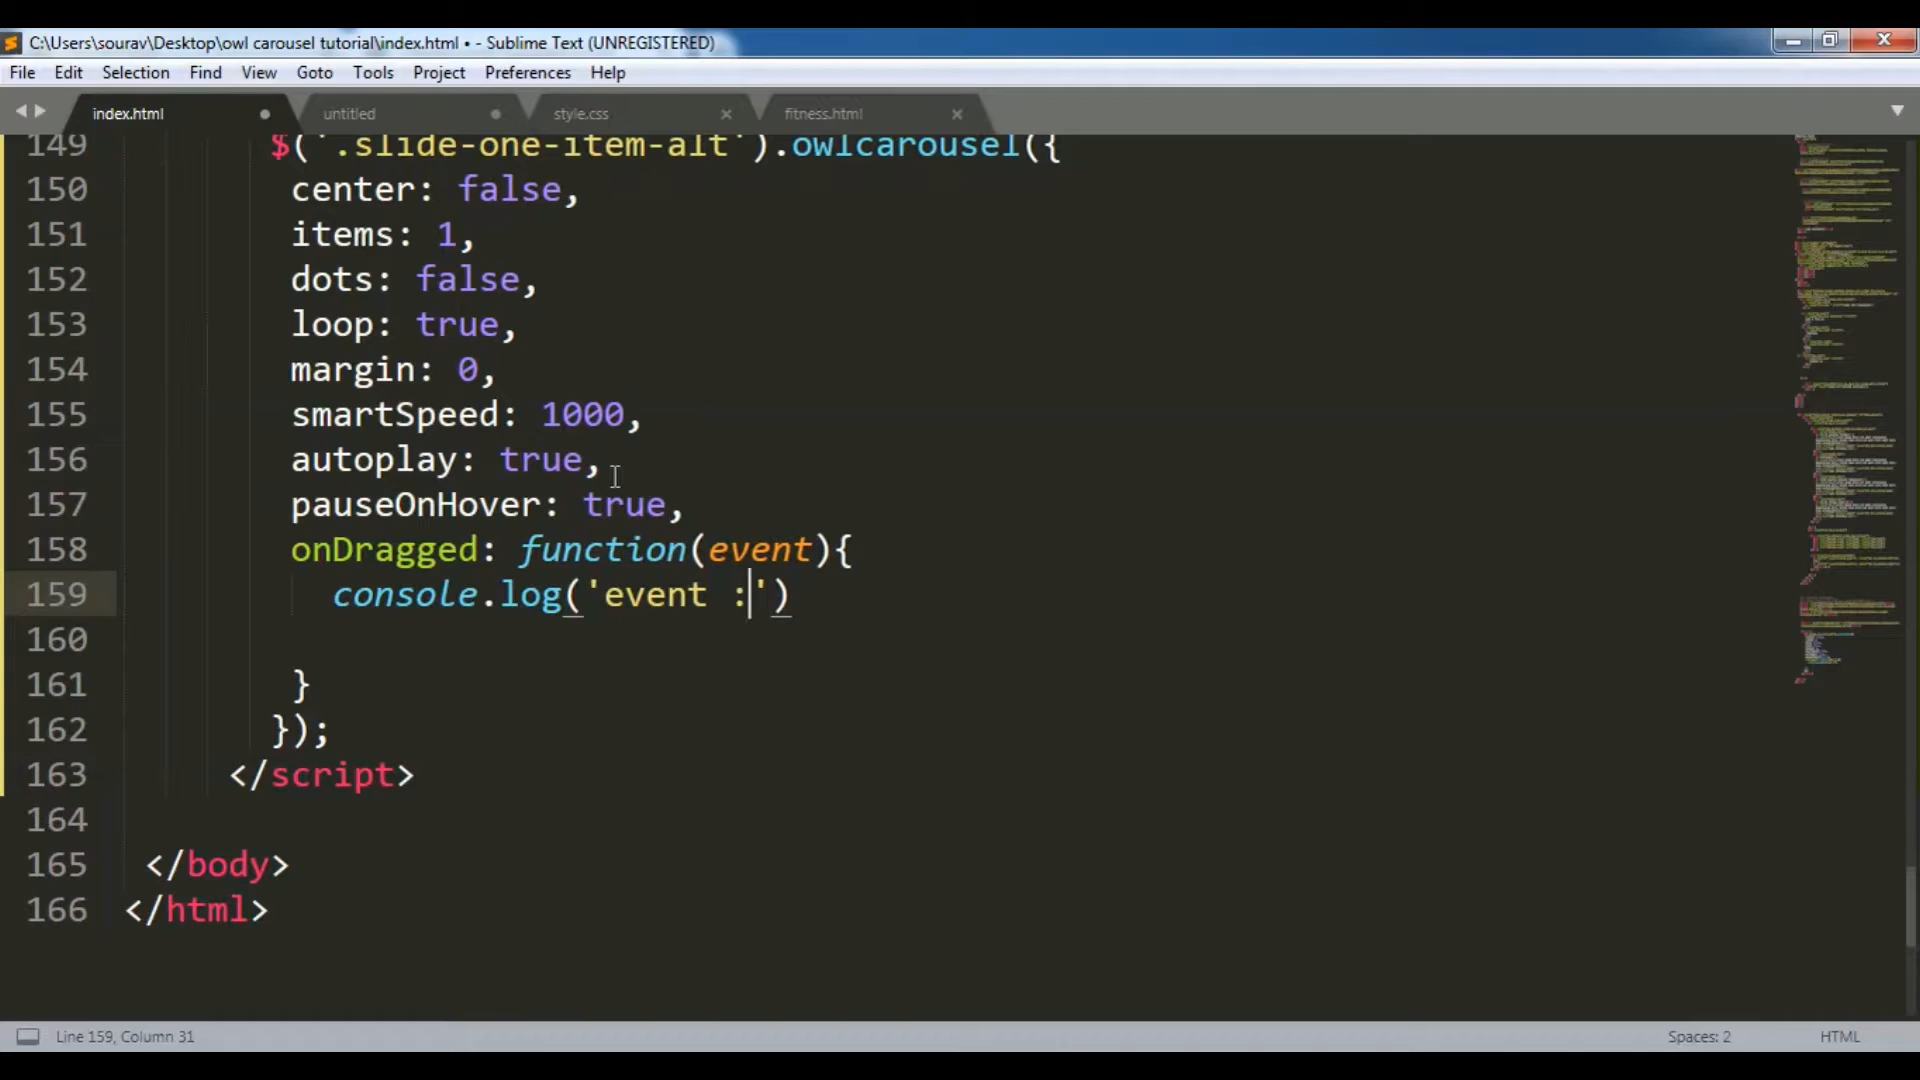 C:\Users\sourav\Desktop\owl carousel tutorial\index.html • - Sublime Text (UNREGISTERED)
File Edit Selection Find View Goto Tools Project Preferences Help
index.html untitled style.css fitness.html
149 $('.slide-one-item-alt').owlCarousel({
150 center: false,
151 items: 1,
152 dots: false,
153 loop: true,
154 margin: 0,
155 smartSpeed: 1000,
156 autoplay: true,
157 pauseOnHover: true,
158 onDragged: function(event){
159 console.log('event :')
160
161 }
162 });
163 </script>
164
165 </body>
166 </html>
Line 159, Column 31 Spaces: 2 HTML